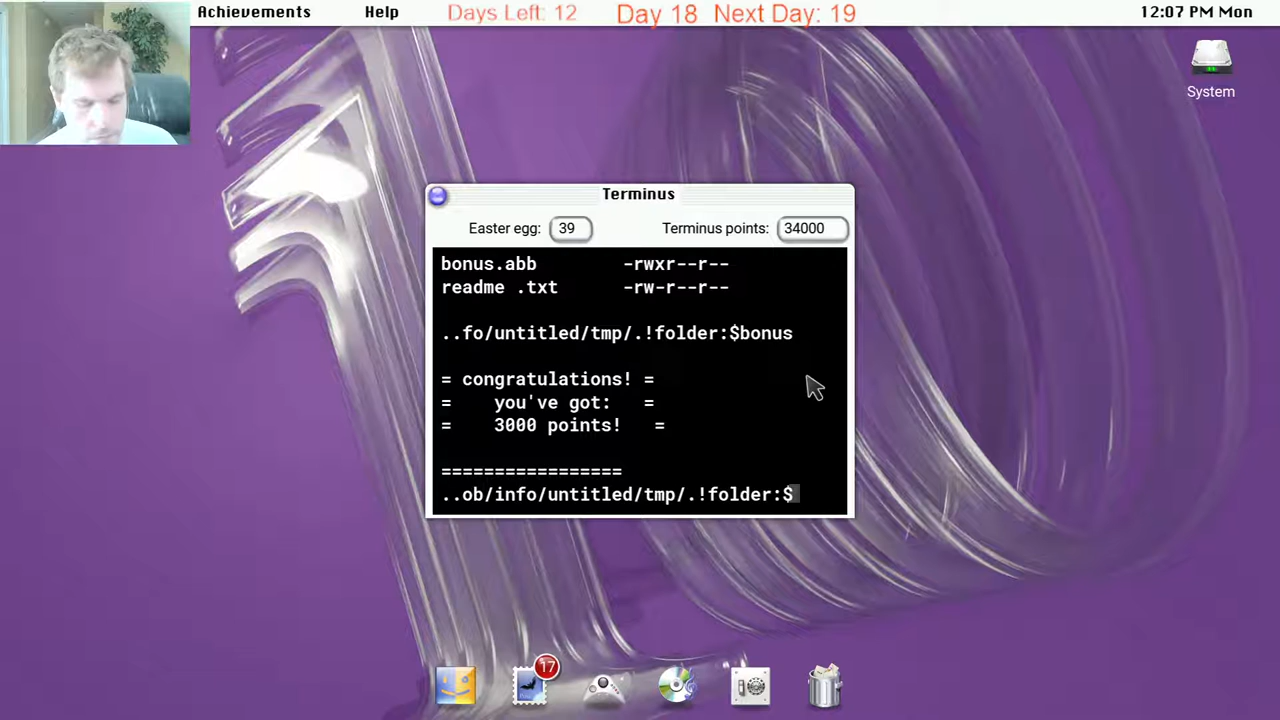 Achievements Help Days Left: 12 Day 18 Next Day: 19 12:07 PM Mon
System
Terminus
Easter egg: 39 Terminus points: 34000
bonus.abb -rwxr--r--
readme .txt -rw-r--r--
..fo/untitled/tmp/.!folder:$bonus
= congratulations! =
= you've got: =
= 3000 points! =
=================
..ob/info/untitled/tmp/.!folder:$
17